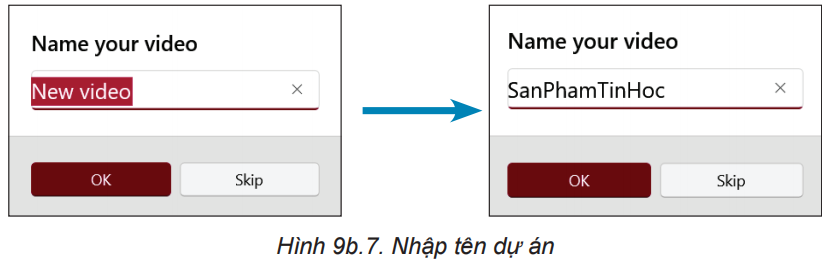 Name your video
New video ×
OK Skip
Name your video
SanPhamTinHoc ×
OK Skip
Hình 9b.7. Nhập tên dự án